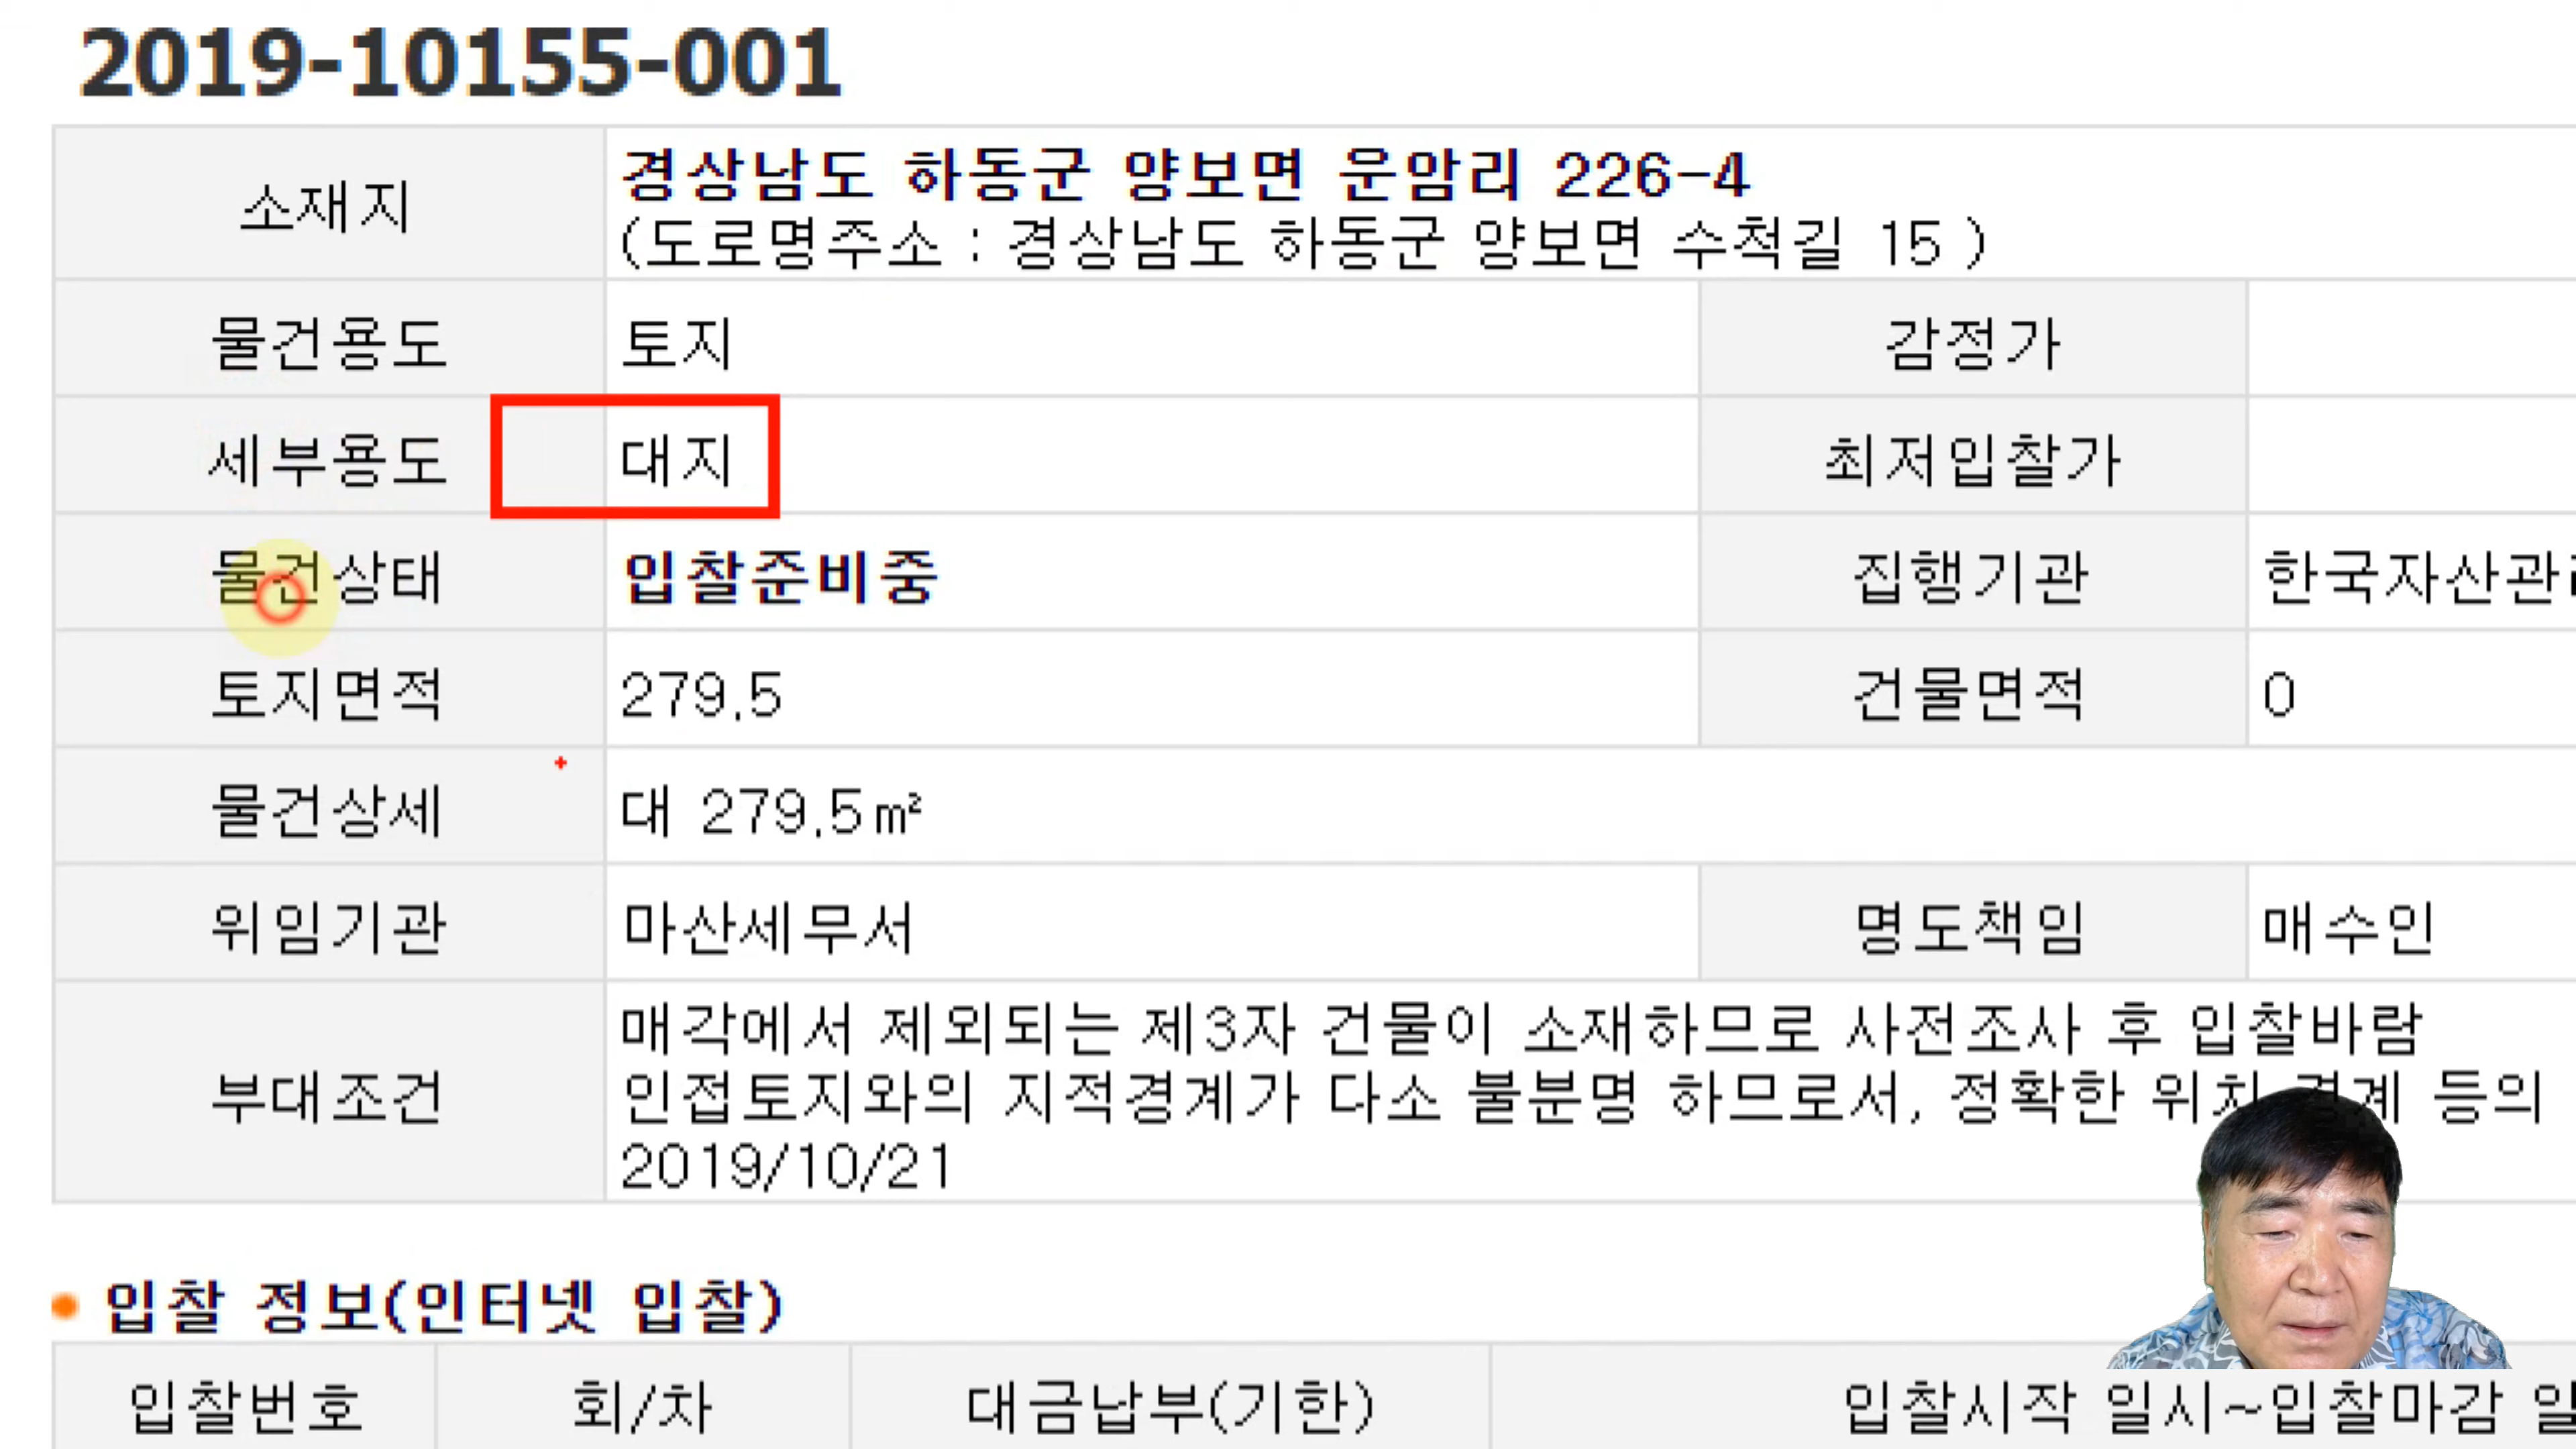 2019-10155-001
소재지
경상남도 하동군 양보면 운암리 226-4
(도로명주소 : 경상남도 하동군 양보면 수척길 15 )
물건용도 토지 감정가
세부용도 대지 최저입찰가
물건상태 입찰준비중 집행기관 한국자산관리
토지면적 279.5 건물면적 0
물건상세 대 279.5㎡
위임기관 마산세무서 명도책임 매수인
부대조건
매각에서 제외되는 제3자 건물이 소재하므로 사전조사 후 입찰바람
인접토지와의 지적경계가 다소 불분명 하므로서, 정확한 위치 경계 등의
2019/10/21
입찰 정보(인터넷 입찰)
입찰번호 회/차 대금납부(기한) 입찰시작 일시~입찰마감 일